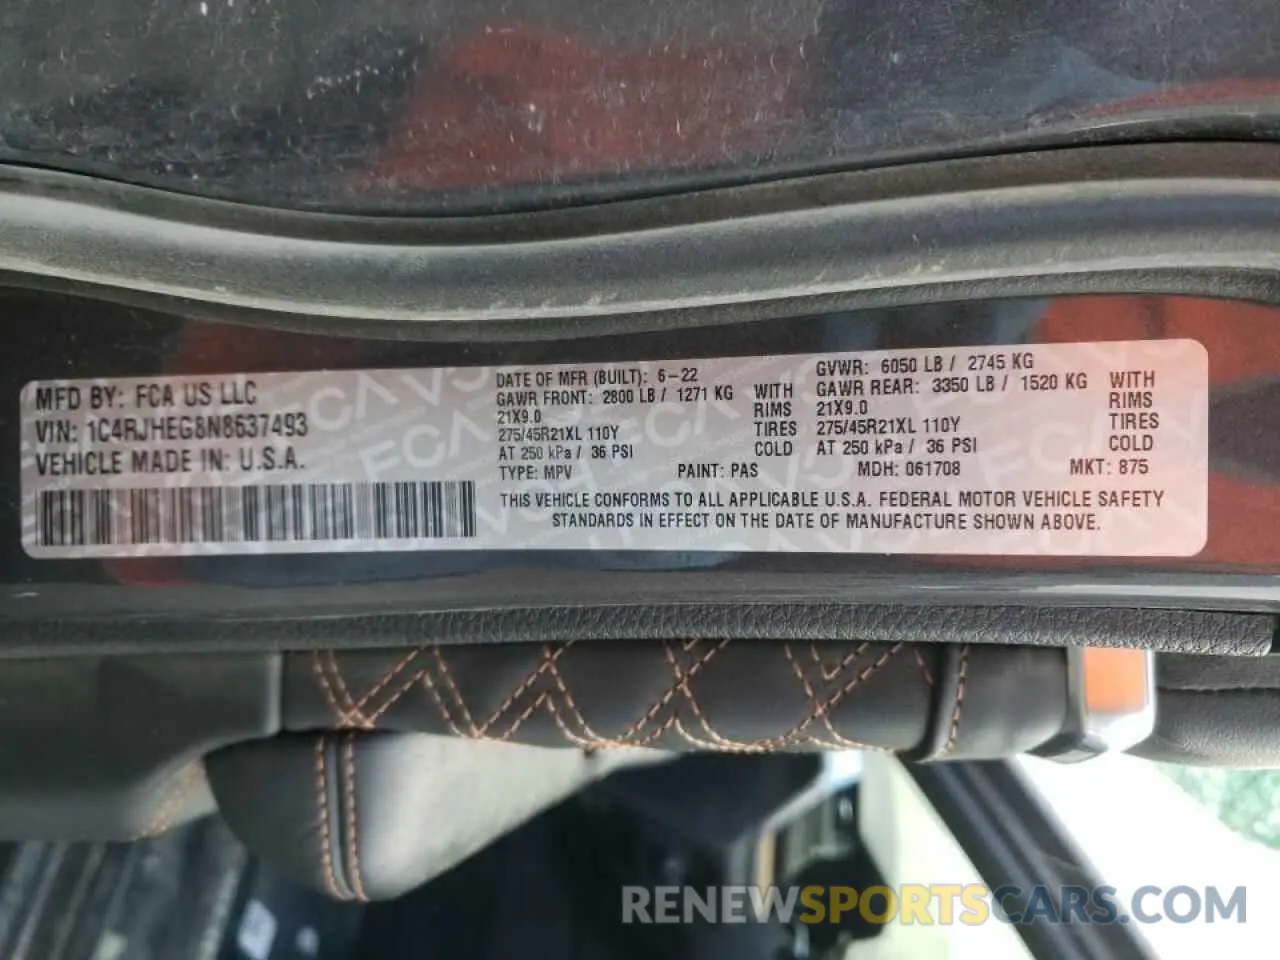 MFD BY: FCA US LLC
VIN: 1C4RJHEG8N8637493
VEHICLE MADE IN: U.S.A.
DATE OF MFR (BUILT): 6-22
GAWR FRONT: 2800 LB / 1271 KG WITH
21X9.0 RIMS
275/45R21XL 110Y TIRES
AT 250 kPa / 36 PSI COLD
GVWR: 6050 LB / 2745 KG
GAWR REAR: 3350 LB / 1520 KG WITH
21X9.0 RIMS
275/45R21XL 110Y TIRES
AT 250 kPa / 36 PSI COLD
TYPE: MPV PAINT: PAS MDH: 061708 MKT: 875
THIS VEHICLE CONFORMS TO ALL APPLICABLE U.S.A. FEDERAL MOTOR VEHICLE SAFETY
STANDARDS IN EFFECT ON THE DATE OF MANUFACTURE SHOWN ABOVE.
RENEWSPORTSCARS.COM